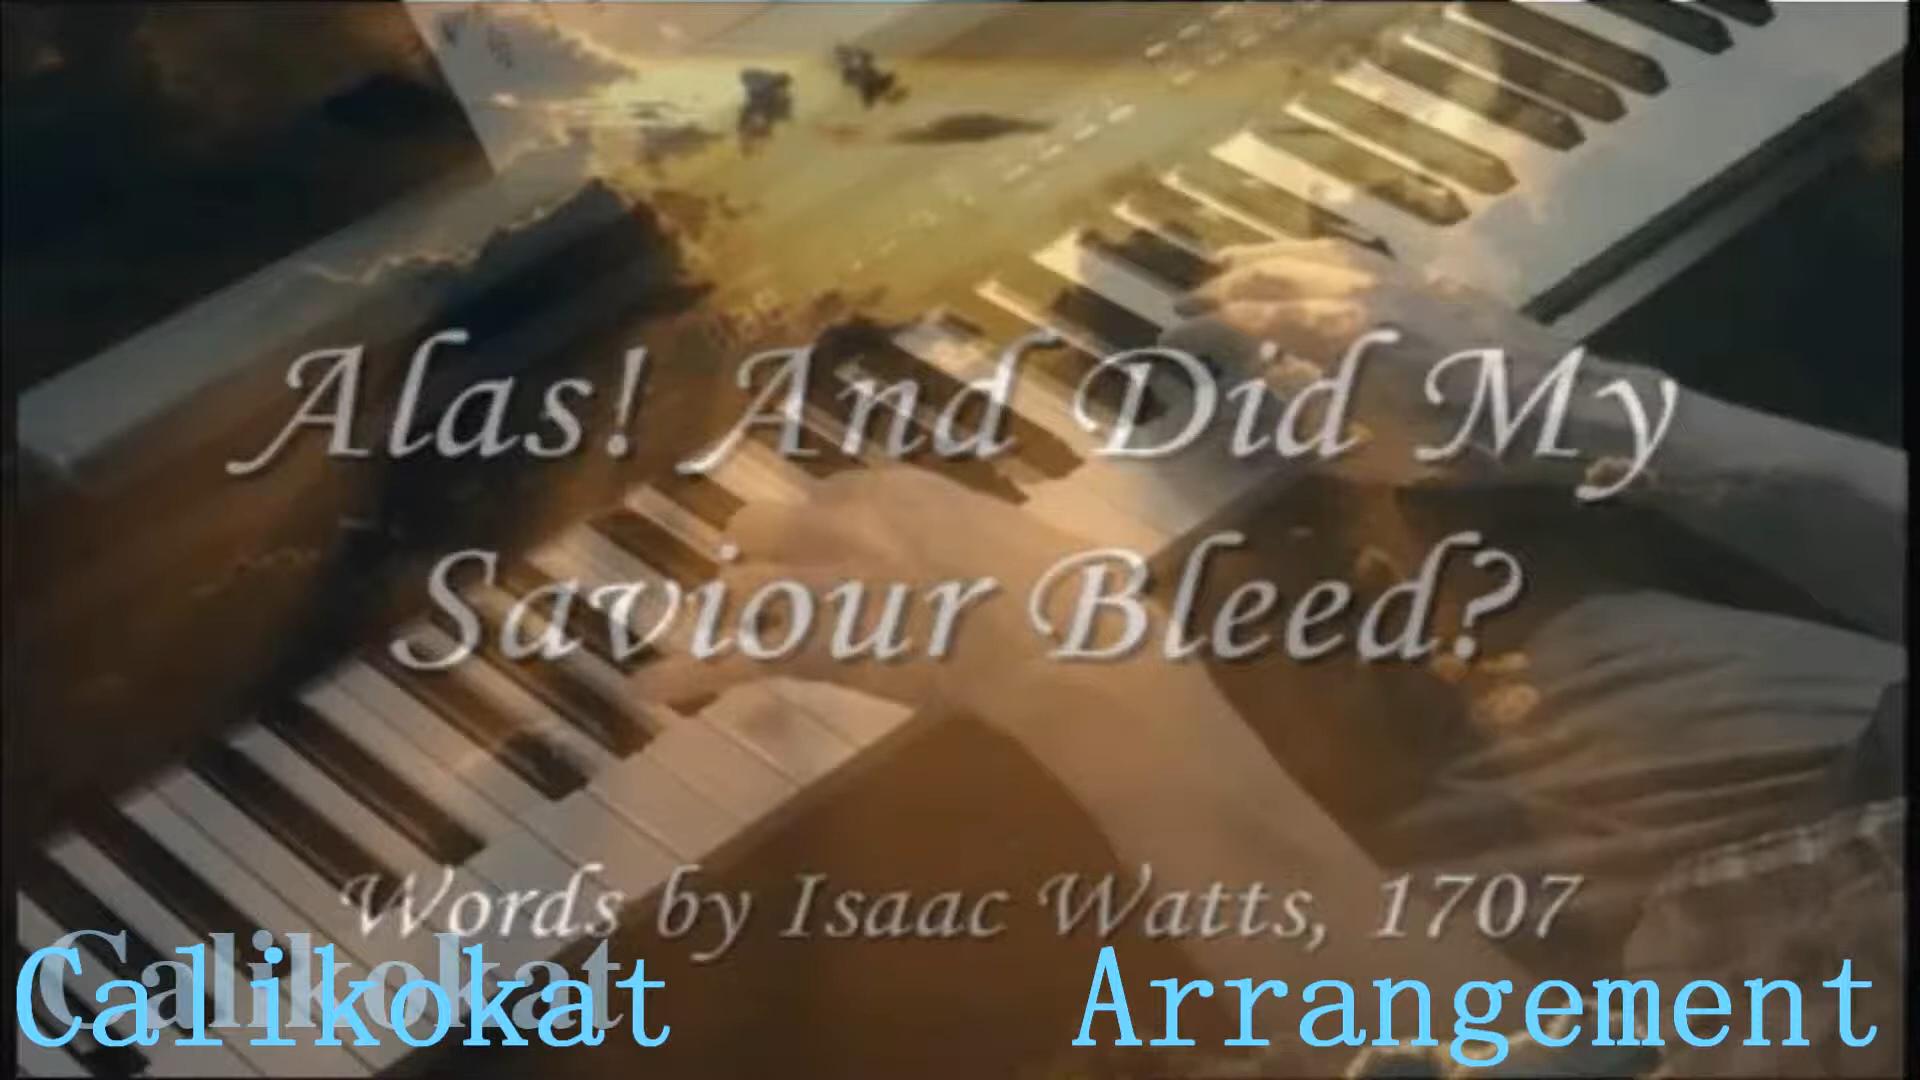 Alas! And Did My
Saviour Bleed?
Words by Isaac Watts, 1707
Calikokat
Calikokat Arrangement